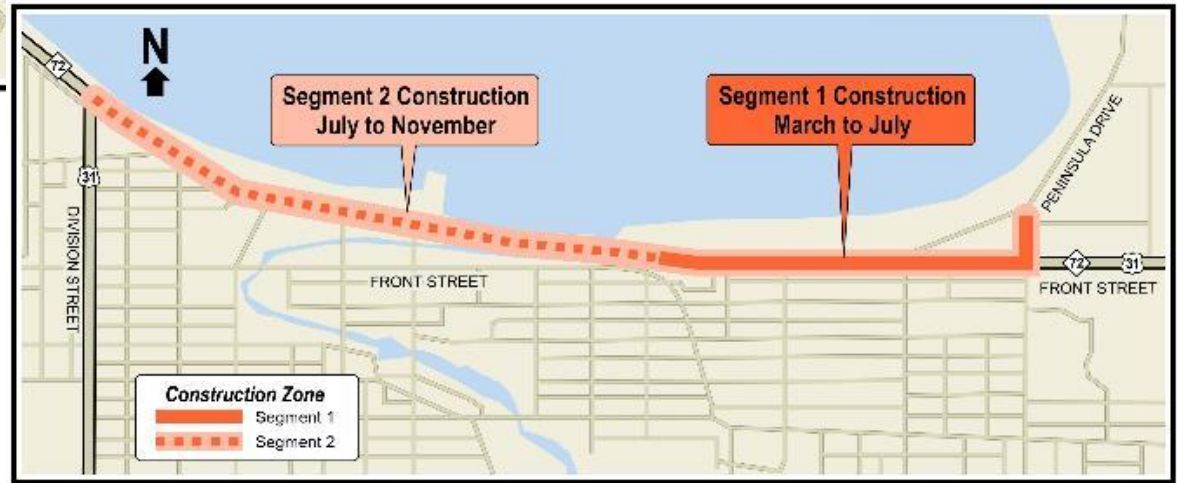 N
72
Segment 2 Construction
July to November
Segment 1 Construction
March to July
PENINSULA DRIVE
31
DIVISION STREET
FRONT STREET
72
31
FRONT STREET
Construction Zone
Segment 1
Segment 2